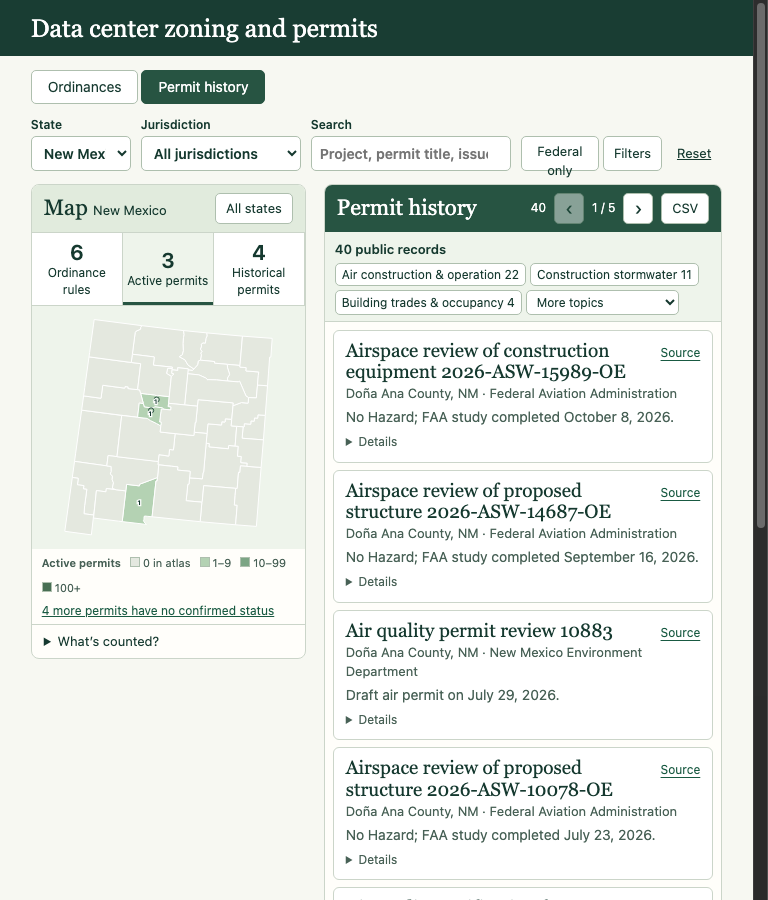 Data center zoning and permits
Ordinances
Permit history
State
Jurisdiction
Search
New Mex
All jurisdictions
Project, permit title, issue
Federal
only
Filters
Reset
Map New Mexico
All states
6
Ordinance
rules
3
Active permits
4
Historical
permits
1
1
1
Active permits
0 in atlas
1–9
10–99
100+
4 more permits have no confirmed status
What's counted?
Permit history
40
1 / 5
CSV
40 public records
Air construction & operation 22
Construction stormwater 11
Building trades & occupancy 4
More topics
Airspace review of construction
equipment 2026-ASW-15989-OE
Source
Doña Ana County, NM · Federal Aviation Administration
No Hazard; FAA study completed October 8, 2026.
Details
Airspace review of proposed
structure 2026-ASW-14687-OE
Source
Doña Ana County, NM · Federal Aviation Administration
No Hazard; FAA study completed September 16, 2026.
Details
Air quality permit review 10883
Source
Doña Ana County, NM · New Mexico Environment
Department
Draft air permit on July 29, 2026.
Details
Airspace review of proposed
structure 2026-ASW-10078-OE
Source
Doña Ana County, NM · Federal Aviation Administration
No Hazard; FAA study completed July 23, 2026.
Details